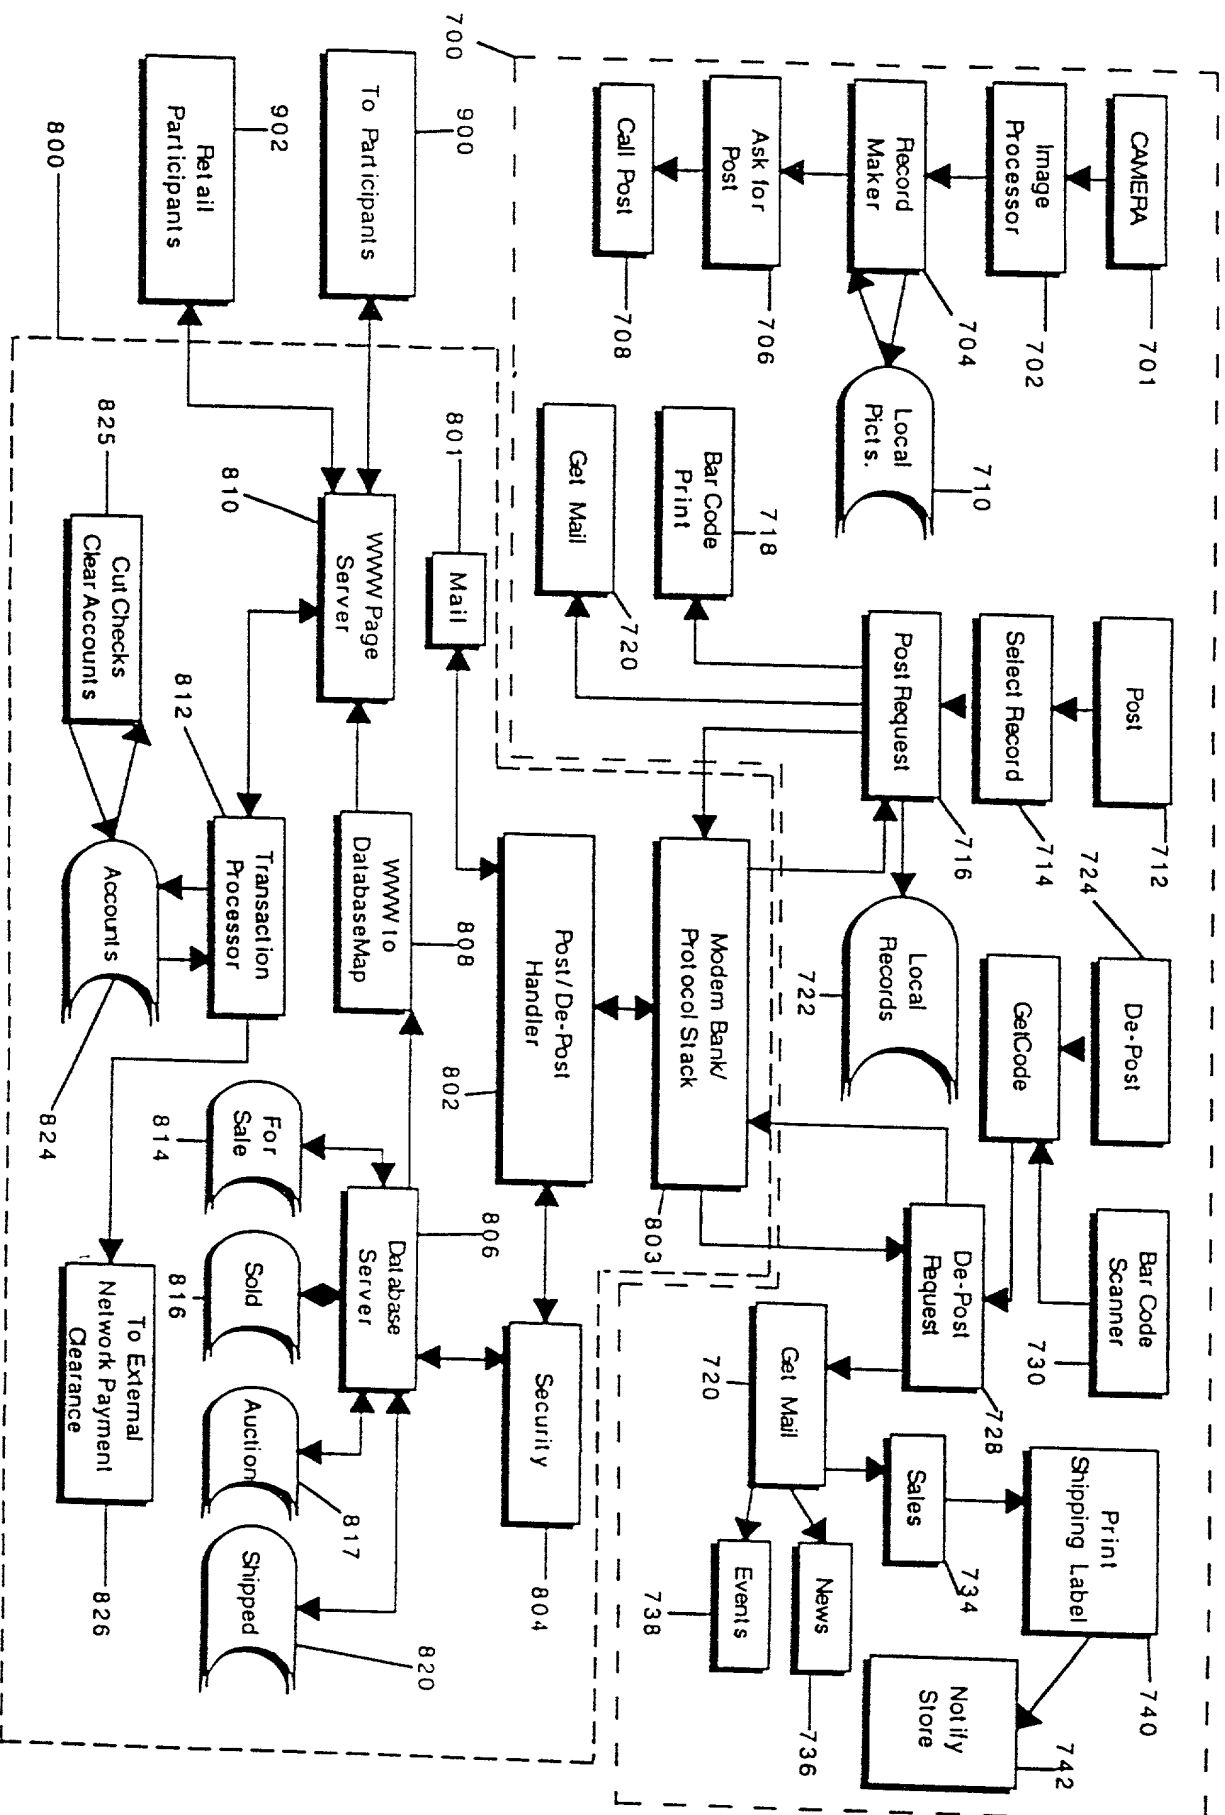 700
CAMERA
701
Image
Processor
702
Record
Maker
704
Ask for
Post
706
Call Post
708
Local
Picts.
710
Post
712
Select Record
714
Post Request
716
Bar Code
Print
718
Get Mail
720
Local
Records
722
724
De-Post
GetCode
Bar Code
Scanner
730
De-Post
Request
728
Get Mail
720
Sales
734
News
736
Events
738
Print
Shipping Label
740
Notify
Store
742
To Participants
900
Retail
Participants
902
800
Mail
801
Modem Bank/
Protocol Stack
803
Post/De-Post
Handler
802
Security
804
WWW Page
Server
810
WWW to
Database Map
808
Database
Server
806
825
Cut Checks
Clear Accounts
812
Transaction
Processor
Accounts
824
For
Sale
814
Sold
816
Auction
817
Shipped
820
To External
Network Payment
Clearance
826